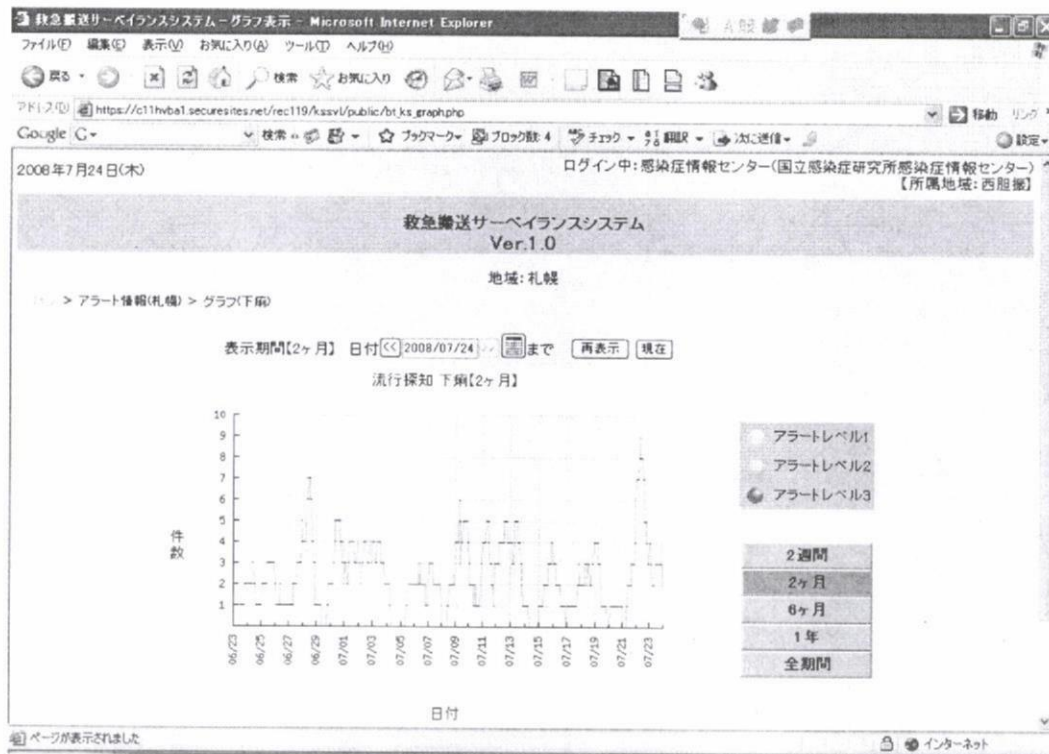 救急搬送サーベイランスシステム－グラフ表示 - Microsoft Internet Explorer
ファイル(F) 編集(E) 表示(V) お気に入り(A) ツール(T) ヘルプ(H)
戻る 検索 お気に入り
アドレス(D) https://c11hvba1.securesites.net/rec119/kssvl/public/bt_ks_graph.php 移動 リンク
Google G 検索 ブックマーク ブロック数: 4 チェック 翻訳 次に送信 設定
2008年7月24日(木) ログイン中:感染症情報センター(国立感染症研究所感染症情報センター)
【所属地域:西胆振】
救急搬送サーベイランスシステム
Ver.1.0
地域:札幌
> アラート情報(札幌) > グラフ(下痢)
表示期間【2ヶ月】 日付 << 2008/07/24 まで 再表示 現在
流行探知 下痢【2ヶ月】
10
9
8
7
6
5
4
3
2
1
件数
06/23 06/25 06/27 06/29 07/01 07/03 07/05 07/07 07/09 07/11 07/13 07/15 07/17 07/19 07/21 07/23
日付
アラートレベル1
アラートレベル2
アラートレベル3
2週間
2ヶ月
6ヶ月
1年
全期間
ページが表示されました インターネット